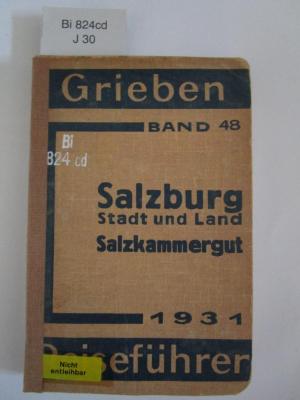 Bi 824cd
J 30
Grieben
BAND 48
Bi
824 cd
Salzburg
Stadt und Land
Salzkammergut
1931
Reiseführer
Nicht
entleihbar